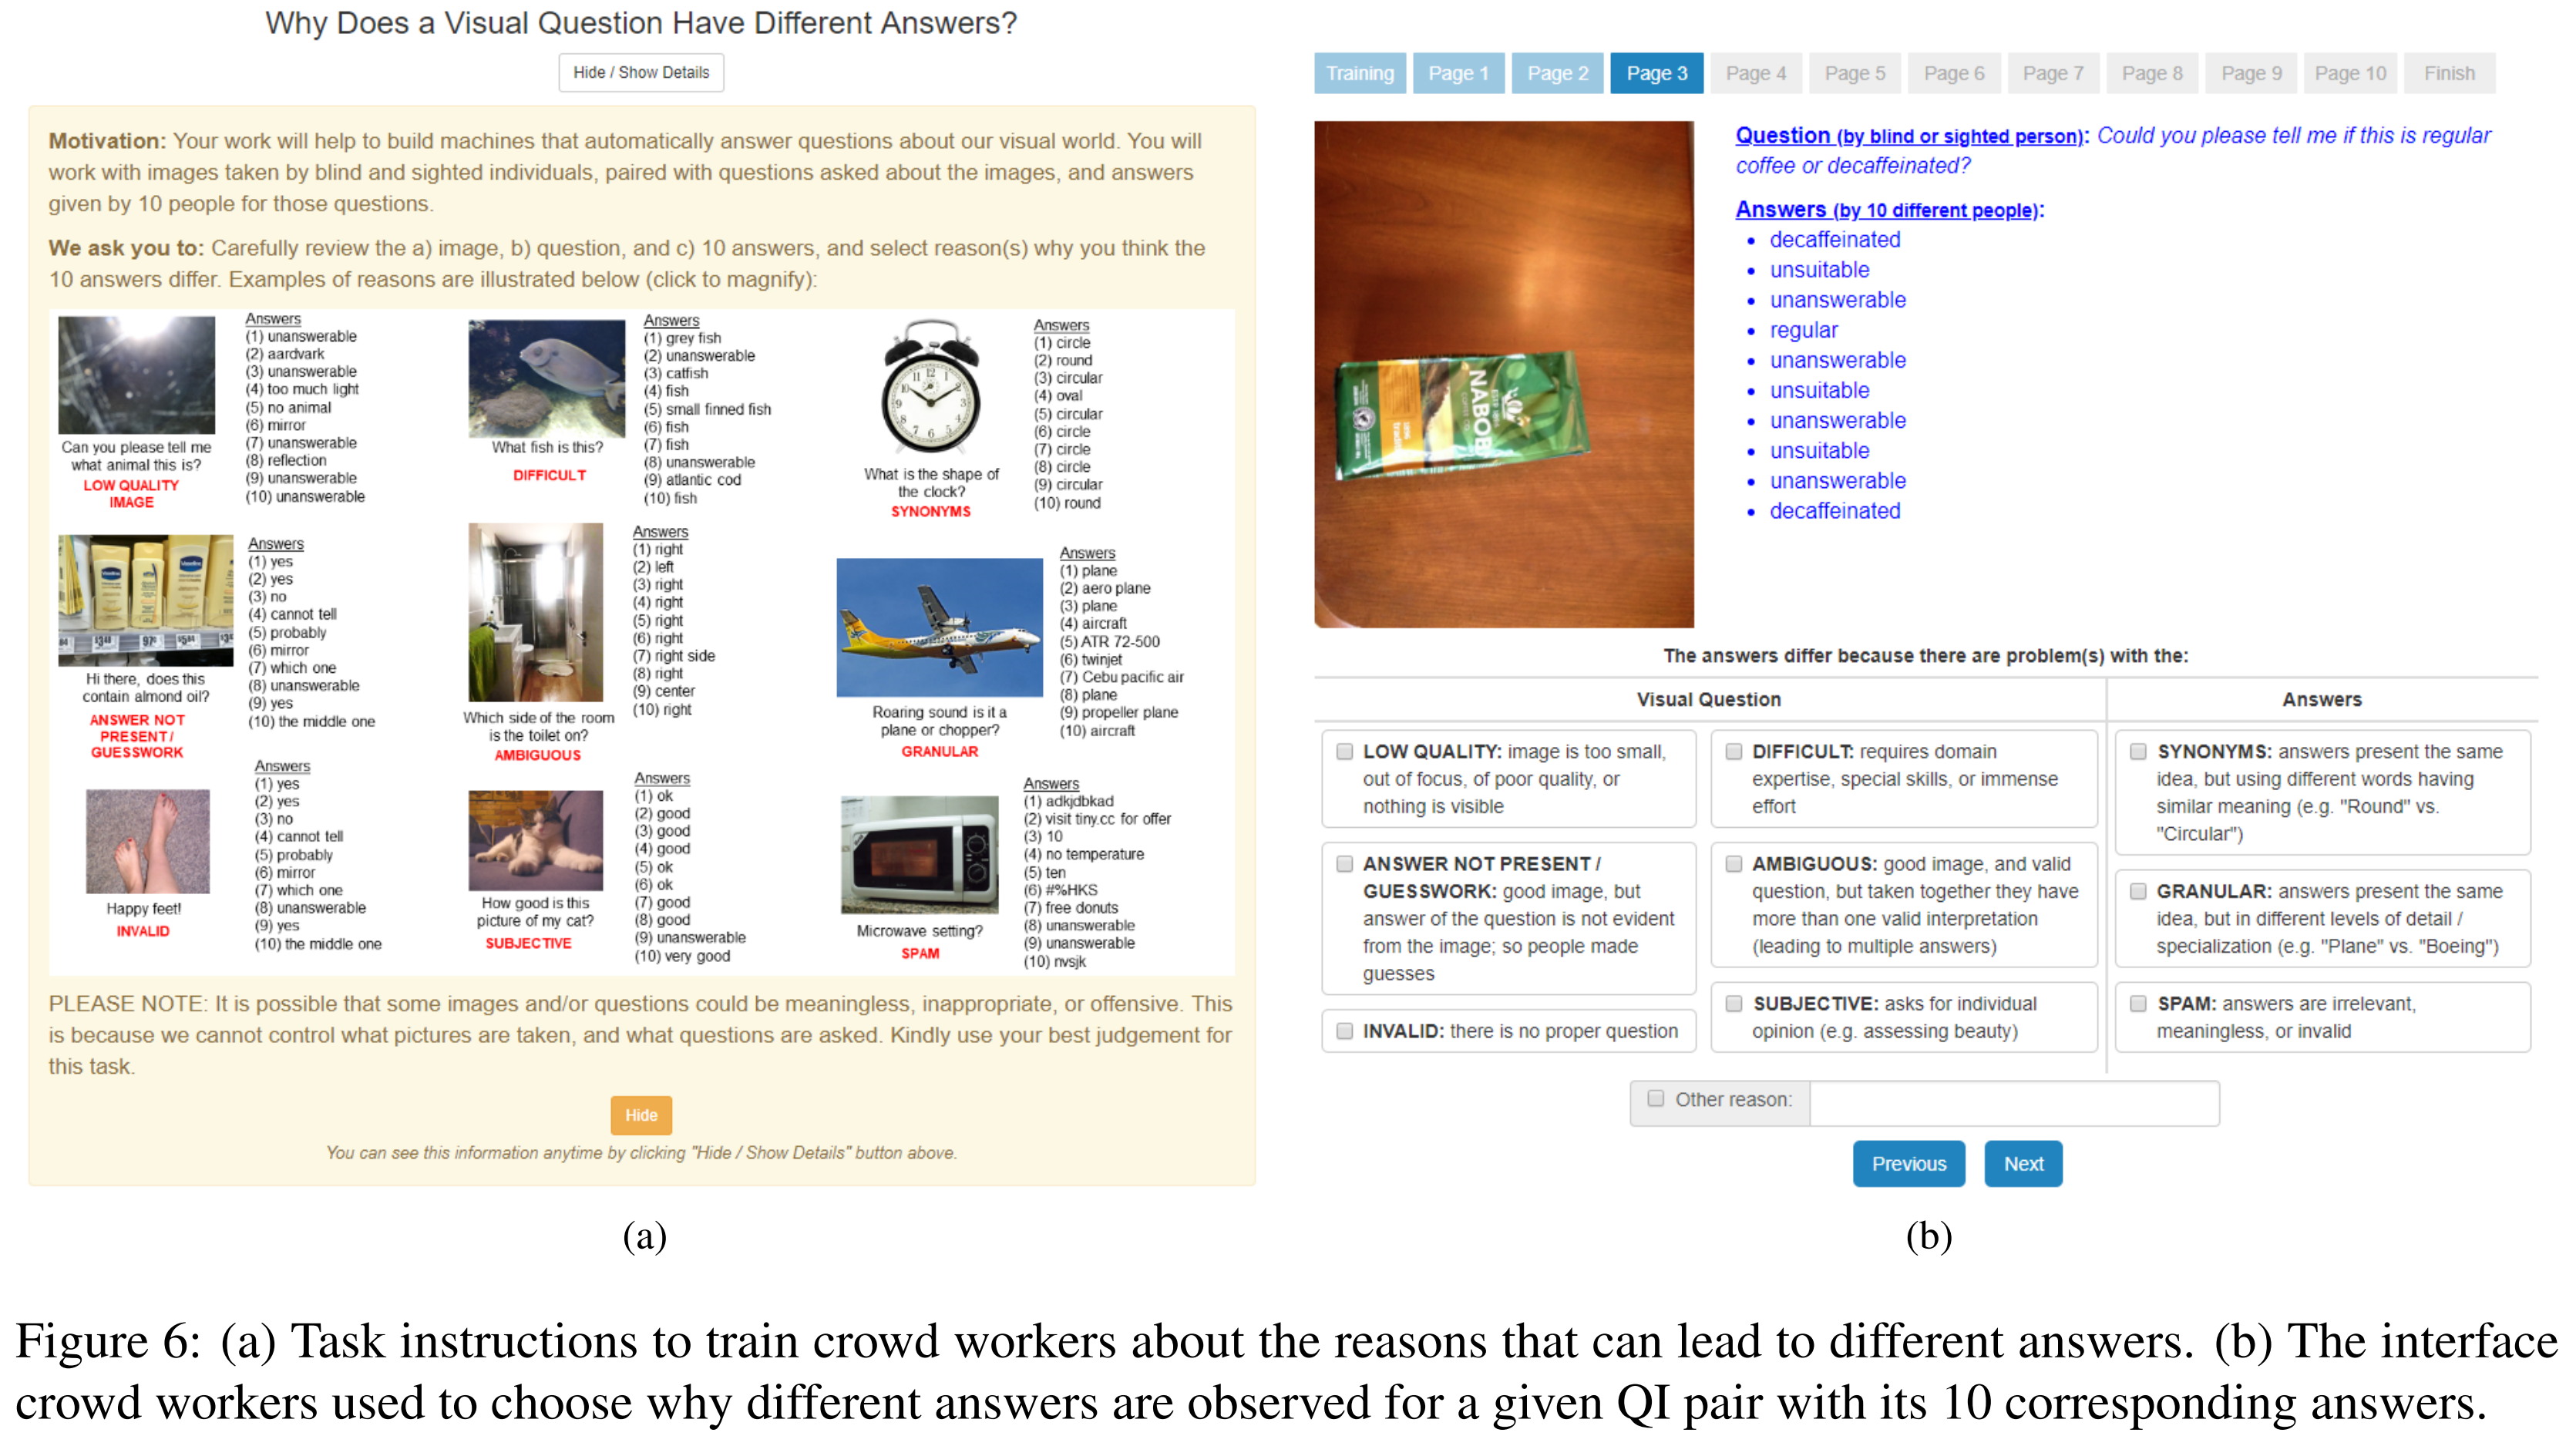 Why Does a Visual Question Have Different Answers?
Hide / Show Details
Motivation: Your work will help to build machines that automatically answer questions about our visual world. You will
work with images taken by blind and sighted individuals, paired with questions asked about the images, and answers
given by 10 people for those questions.
We ask you to: Carefully review the a) image, b) question, and c) 10 answers, and select reason(s) why you think the
10 answers differ. Examples of reasons are illustrated below (click to magnify):
Can you please tell me
what animal this is?
LOW QUALITY
IMAGE
Answers
(1) unanswerable
(2) aardvark
(3) unanswerable
(4) too much light
(5) no animal
(6) mirror
(7) unanswerable
(8) reflection
(9) unanswerable
(10) unanswerable
What fish is this?
DIFFICULT
Answers
(1) grey fish
(2) unanswerable
(3) catfish
(4) fish
(5) small finned fish
(6) fish
(7) fish
(8) unanswerable
(9) atlantic cod
(10) fish
What is the shape of
the clock?
SYNONYMS
Answers
(1) circle
(2) round
(3) circular
(4) oval
(5) circular
(6) circle
(7) circle
(8) circle
(9) circular
(10) round
Hi there, does this
contain almond oil?
ANSWER NOT
PRESENT /
GUESSWORK
Answers
(1) yes
(2) yes
(3) no
(4) cannot tell
(5) probably
(6) mirror
(7) which one
(8) unanswerable
(9) yes
(10) the middle one
Which side of the room
is the toilet on?
AMBIGUOUS
Answers
(1) right
(2) left
(3) right
(4) right
(5) right
(6) right
(7) right side
(8) right
(9) center
(10) right
Roaring sound is it a
plane or chopper?
GRANULAR
Answers
(1) plane
(2) aero plane
(3) plane
(4) aircraft
(5) ATR 72-500
(6) twinjet
(7) Cebu pacific air
(8) plane
(9) propeller plane
(10) aircraft
Happy feet!
INVALID
Answers
(1) yes
(2) yes
(3) no
(4) cannot tell
(5) probably
(6) mirror
(7) which one
(8) unanswerable
(9) yes
(10) the middle one
How good is this
picture of my cat?
SUBJECTIVE
Answers
(1) ok
(2) good
(3) good
(4) good
(5) ok
(6) ok
(7) good
(8) good
(9) unanswerable
(10) very good
Microwave setting?
SPAM
Answers
(1) adkjdbkad
(2) visit tiny.cc for offer
(3) 10
(4) no temperature
(5) ten
(6) #%HKS
(7) free donuts
(8) unanswerable
(9) unanswerable
(10) nvsjk
PLEASE NOTE: It is possible that some images and/or questions could be meaningless, inappropriate, or offensive. This
is because we cannot control what pictures are taken, and what questions are asked. Kindly use your best judgement for
this task.
Hide
You can see this information anytime by clicking "Hide / Show Details" button above.
(a)
Training Page 1 Page 2 Page 3 Page 4 Page 5 Page 6 Page 7 Page 8 Page 9 Page 10 Finish
NABOB
Question (by blind or sighted person): Could you please tell me if this is regular
coffee or decaffeinated?
Answers (by 10 different people):
• decaffeinated
• unsuitable
• unanswerable
• regular
• unanswerable
• unsuitable
• unanswerable
• unsuitable
• unanswerable
• decaffeinated
The answers differ because there are problem(s) with the:
Visual Question
LOW QUALITY: image is too small,
out of focus, of poor quality, or
nothing is visible
ANSWER NOT PRESENT /
GUESSWORK: good image, but
answer of the question is not evident
from the image; so people made
guesses
INVALID: there is no proper question
DIFFICULT: requires domain
expertise, special skills, or immense
effort
AMBIGUOUS: good image, and valid
question, but taken together they have
more than one valid interpretation
(leading to multiple answers)
SUBJECTIVE: asks for individual
opinion (e.g. assessing beauty)
Answers
SYNONYMS: answers present the same
idea, but using different words having
similar meaning (e.g. "Round" vs.
"Circular")
GRANULAR: answers present the same
idea, but in different levels of detail /
specialization (e.g. "Plane" vs. "Boeing")
SPAM: answers are irrelevant,
meaningless, or invalid
Other reason:
Previous Next
(b)
Figure 6: (a) Task instructions to train crowd workers about the reasons that can lead to different answers. (b) The interface
crowd workers used to choose why different answers are observed for a given QI pair with its 10 corresponding answers.